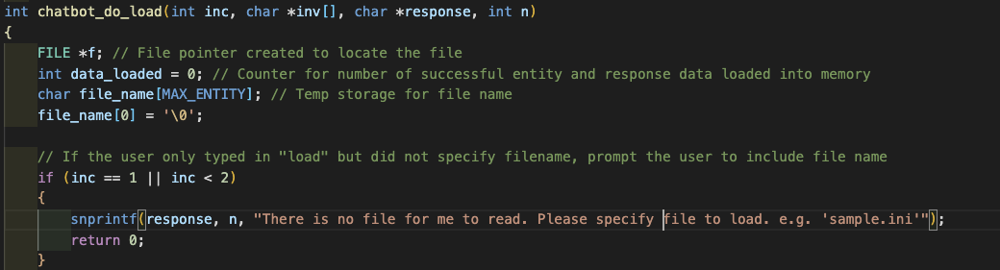 int chatbot_do_load(int inc, char *inv[], char *response, int n)
{
    FILE *f; // File pointer created to locate the file
    int data_loaded = 0; // Counter for number of successful entity and response data loaded into memory
    char file_name[MAX_ENTITY]; // Temp storage for file name
    file_name[0] = '\0';

    // If the user only typed in "load" but did not specify filename, prompt the user to include file name
    if (inc == 1 || inc < 2)
    {
        snprintf(response, n, "There is no file for me to read. Please specify file to load. e.g. 'sample.ini'");
        return 0;
    }